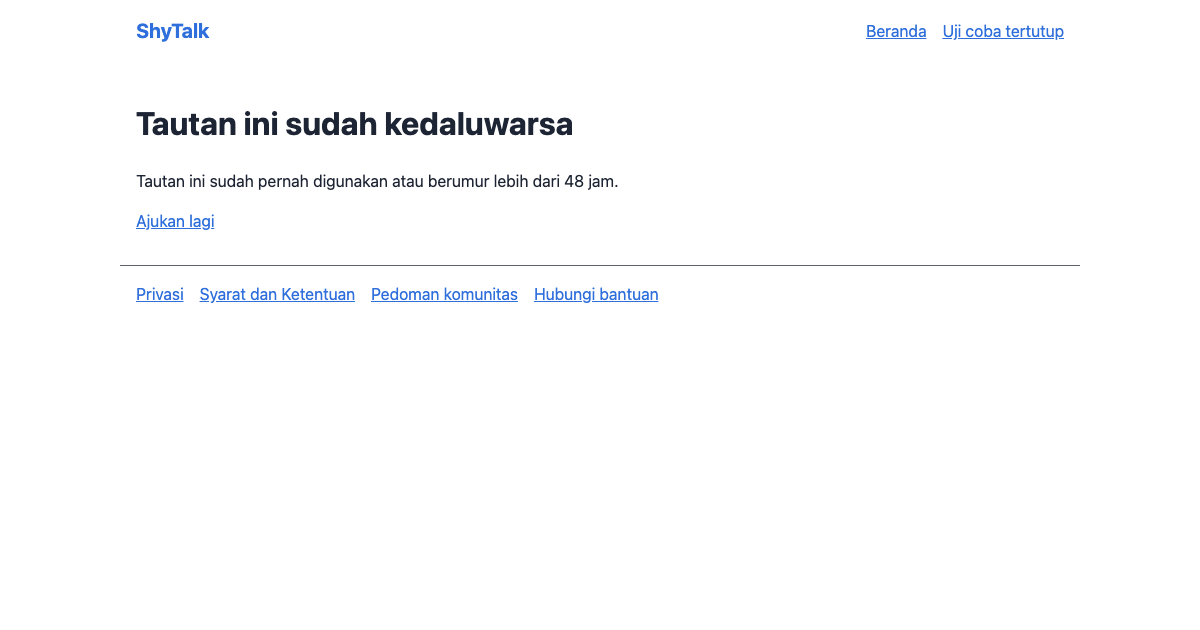 ShyTalk
Beranda Uji coba tertutup
Tautan ini sudah kedaluwarsa
Tautan ini sudah pernah digunakan atau berumur lebih dari 48 jam.
Ajukan lagi
Privasi Syarat dan Ketentuan Pedoman komunitas Hubungi bantuan